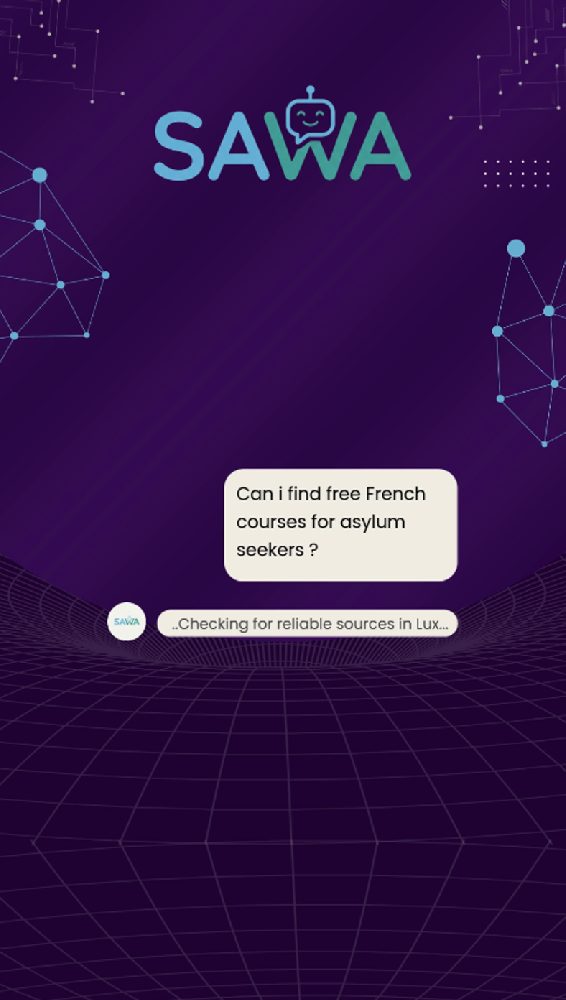 SAWA
Can i find free French
courses for asylum
seekers ?
SAWA
..Checking for reliable sources in Lux...